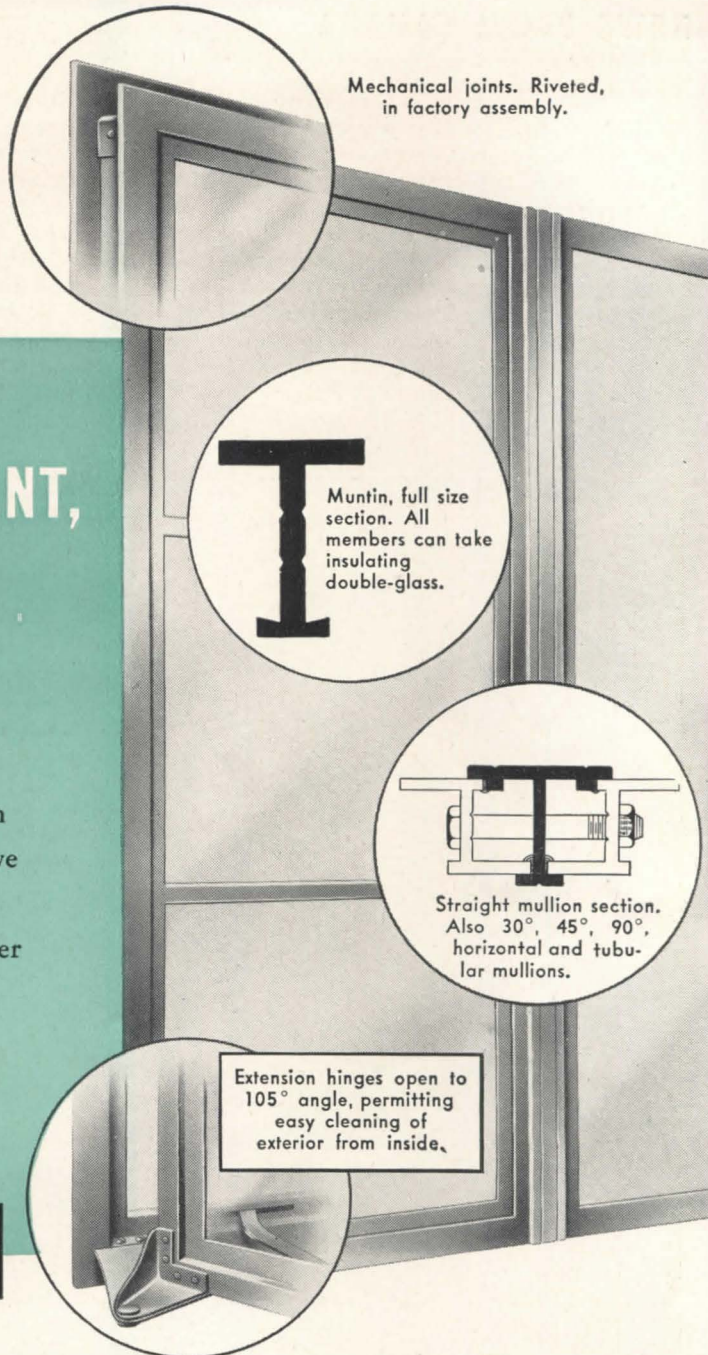 Mechanical joints. Riveted,
in factory assembly.
NT,
Muntin, full size
section. All
members can take
insulating
double-glass.
Straight mullion section.
Also 30°, 45°, 90°,
horizontal and tubu-
lar mullions.
er
Extension hinges open to
105° angle, permitting
easy cleaning of
exterior from inside.